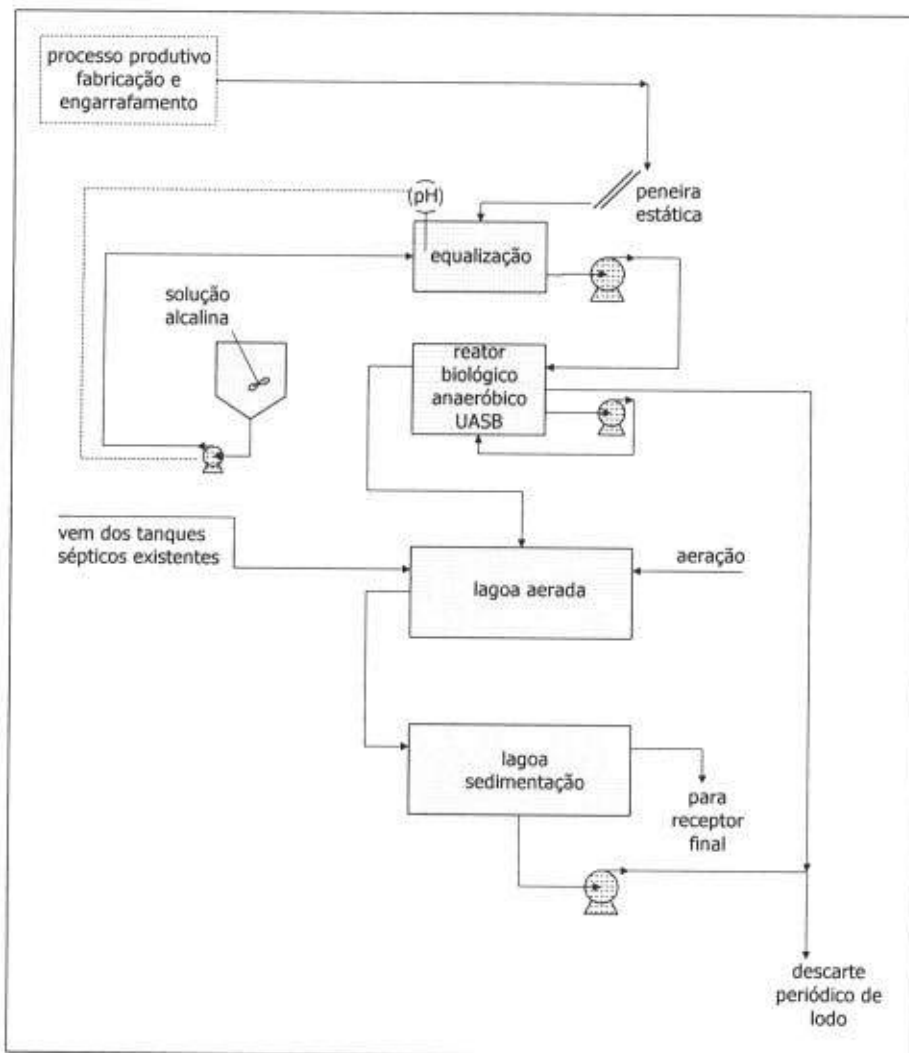 processo produtivo
fabricação e
engarrafamento
peneira
estática
(pH)
equalização
solução
alcalina
reator
biológico
anaeróbico
UASB
vem dos tanques
sépticos existentes
aeração
lagoa aerada
lagoa
sedimentação
para
receptor
final
descarte
periódico de
lodo